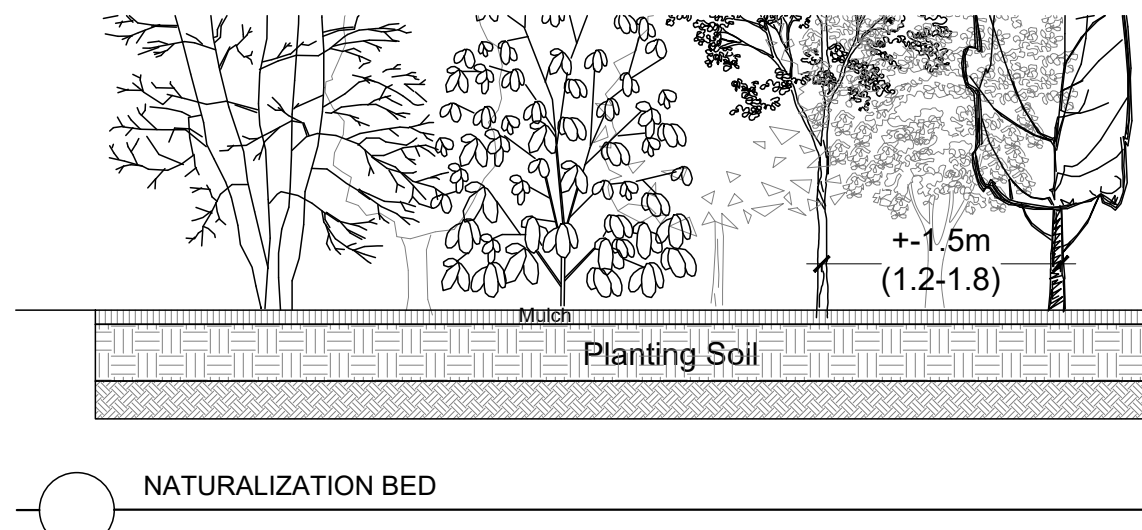 +-1.5m
(1.2-1.8)
Mulch
Planting Soil
NATURALIZATION BED